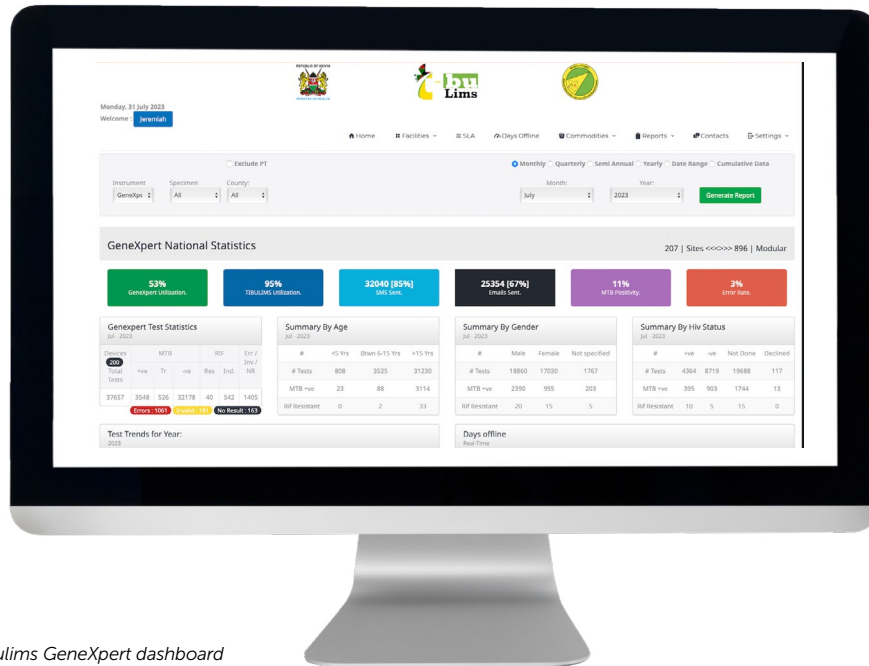 REPUBLIC OF KENYA
MINISTRY OF HEALTH
T-bu
Lims
Monday, 31 July 2023
Welcome : Jeremiah
Home Facilities SLA Days Offline Commodities Reports Contacts Settings
Exclude PT
Monthly Quarterly Semi Annual Yearly Date Range Cumulative Data
Instrument Specimen County: Month: Year:
GeneXpe All All July 2023 Generate Report
GeneXpert National Statistics
207 | Sites <<=>>> 896 | Modular
53% 95% 32040 [85%] 25354 [67%] 11% 3%
GeneXpert Utilization. TIBULIMS Utilization. SMS Sent. Emails Sent. MTB Positivity. Error Rate.
Genexpert Test Statistics
Jul - 2023
Devices MTB RIF Err /
200 Inv /
Total +ve Tr -ve Res Ind. NR
Tests
37657 3548 526 32178 40 542 1405
Errors : 1061 Invalid : 181 No Result : 163
Summary By Age
Jul - 2023
# <5 Yrs Btwn 6-15 Yrs >15 Yrs
# Tests 808 3525 31230
MTB +ve 23 88 3114
Rif Resistant 0 2 33
Summary By Gender
Jul - 2023
# Male Female Not specified
# Tests 18860 17030 1767
MTB +ve 2390 955 203
Rif Resistant 20 15 5
Summary By Hiv Status
Jul - 2023
# +ve -ve Not Done Declined
# Tests 4364 8719 19688 117
MTB +ve 395 903 1744 13
Rif Resistant 10 5 15 0
Test Trends for Year:
2023
Days offline
Real-Time
ulims GeneXpert dashboard